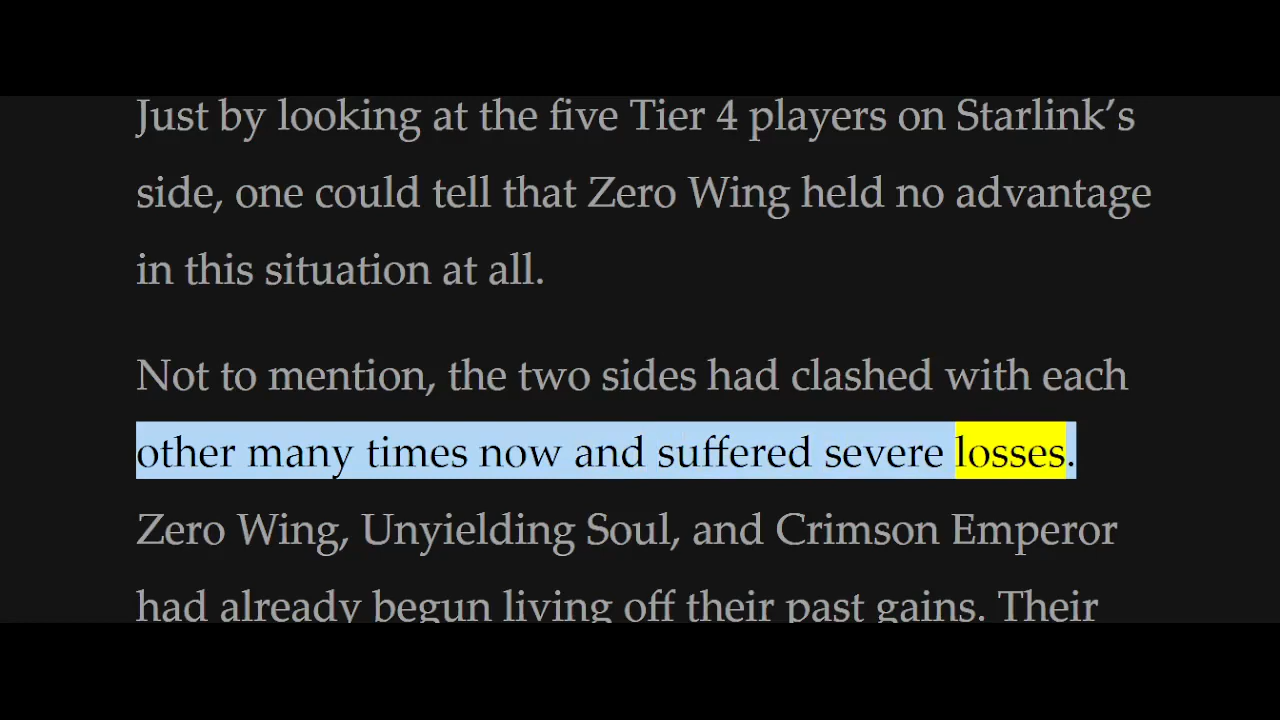 Just by looking at the five Tier 4 players on Starlink’s
side, one could tell that Zero Wing held no advantage
in this situation at all.
Not to mention, the two sides had clashed with each
other many times now and suffered severe losses.
Zero Wing, Unyielding Soul, and Crimson Emperor
had already begun living off their past gains. Their